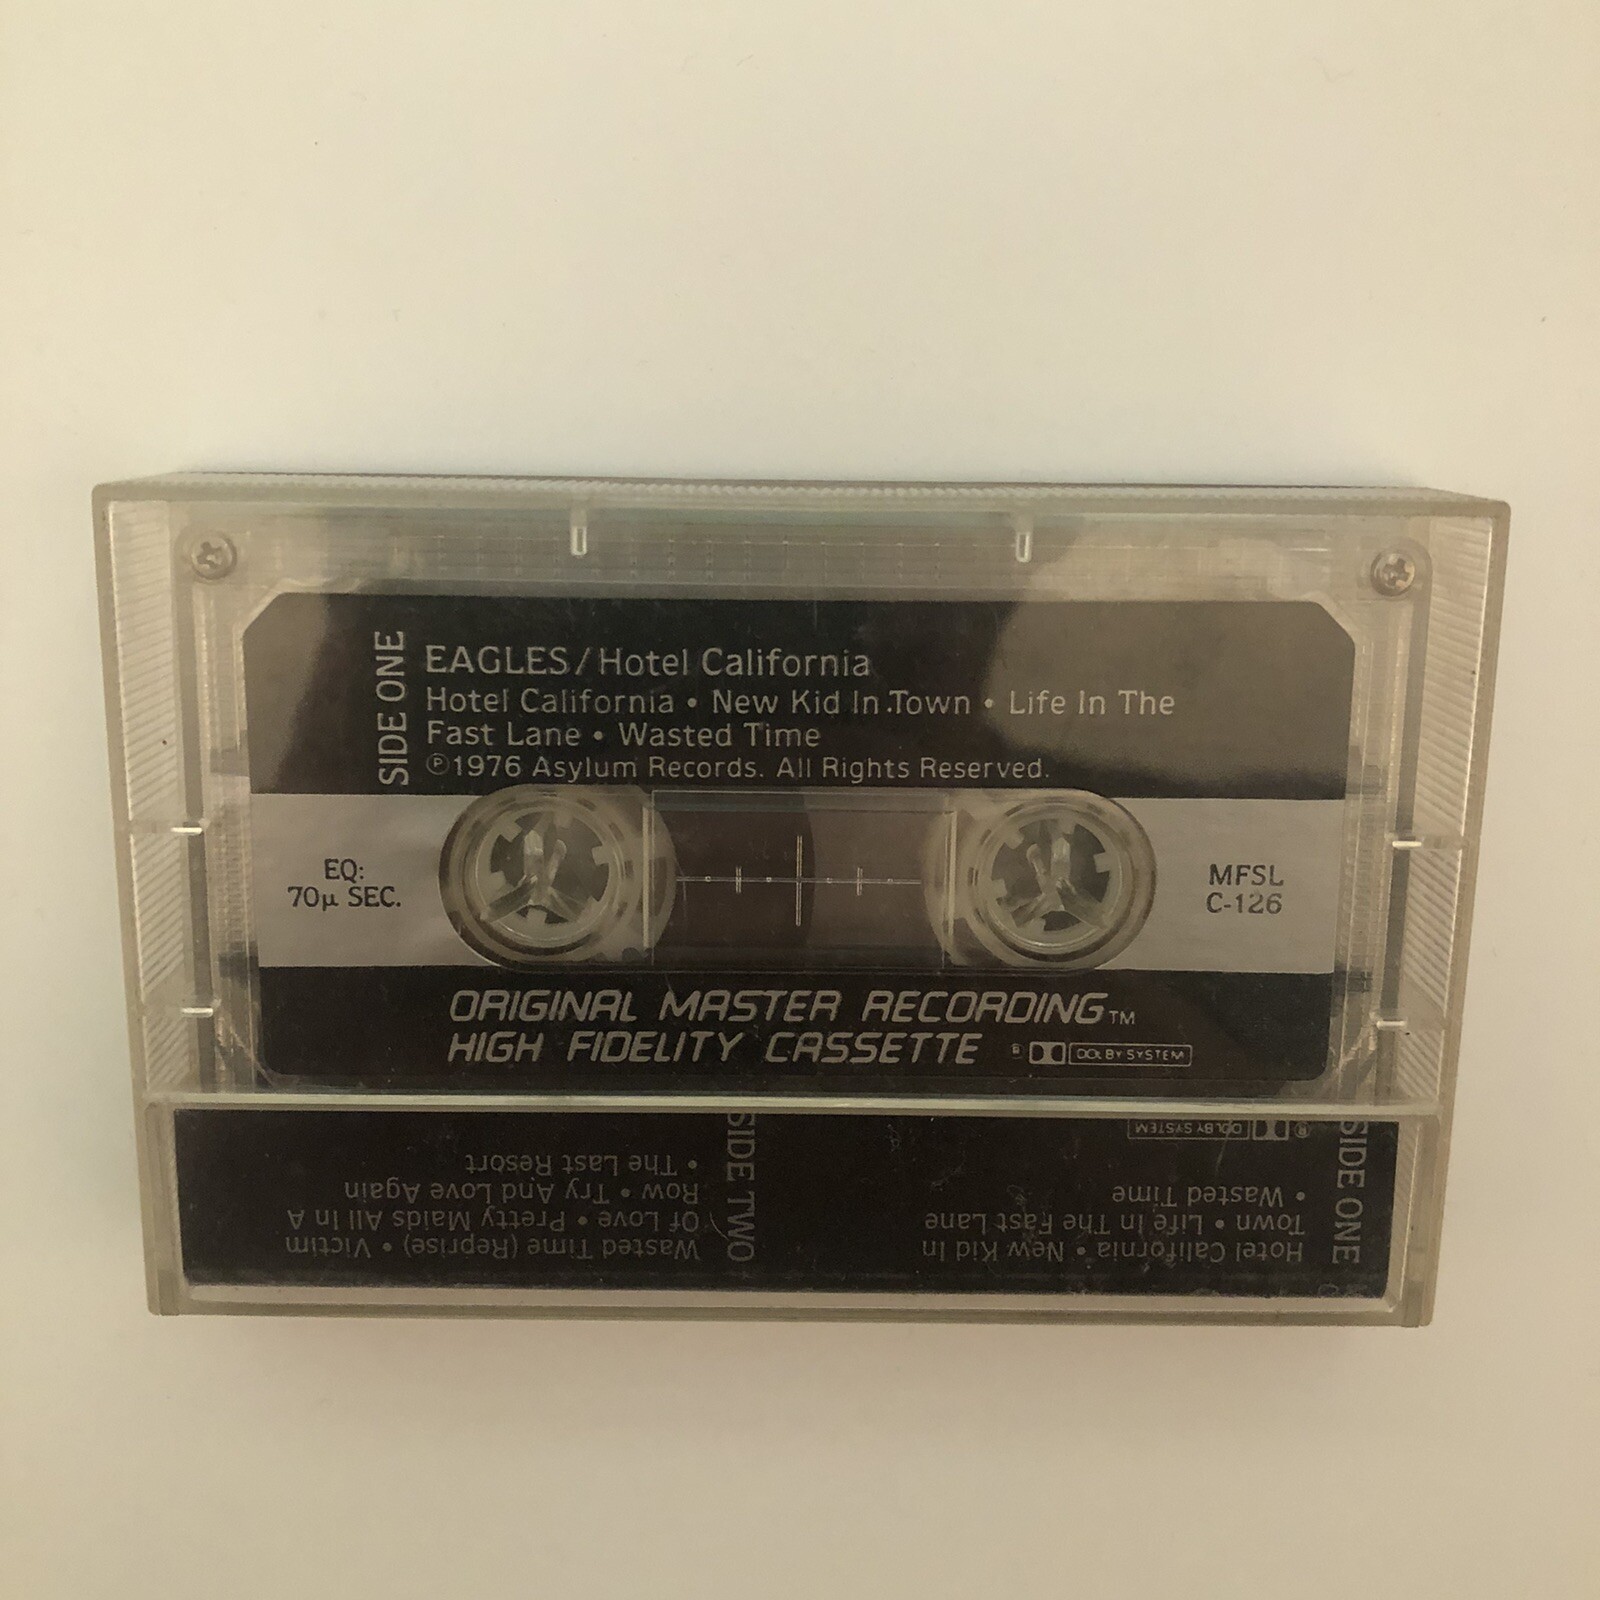 SIDE ONE
EAGLES/Hotel California
Hotel California • New Kid In Town • Life In The
Fast Lane • Wasted Time
Ⓟ1976 Asylum Records. All Rights Reserved.
EQ:
70µ SEC.
MFSL
C-126
ORIGINAL MASTER RECORDING™
HIGH FIDELITY CASSETTE
DOLBY SYSTEM
SIDE ONE
Hotel California • New Kid In
Town • Life In The Fast Lane
• Wasted Time
DOLBY SYSTEM ®
SIDE TWO
Wasted Time (Reprise) • Victim
Of Love • Pretty Maids All In A
Row • Try And Love Again
• The Last Resort